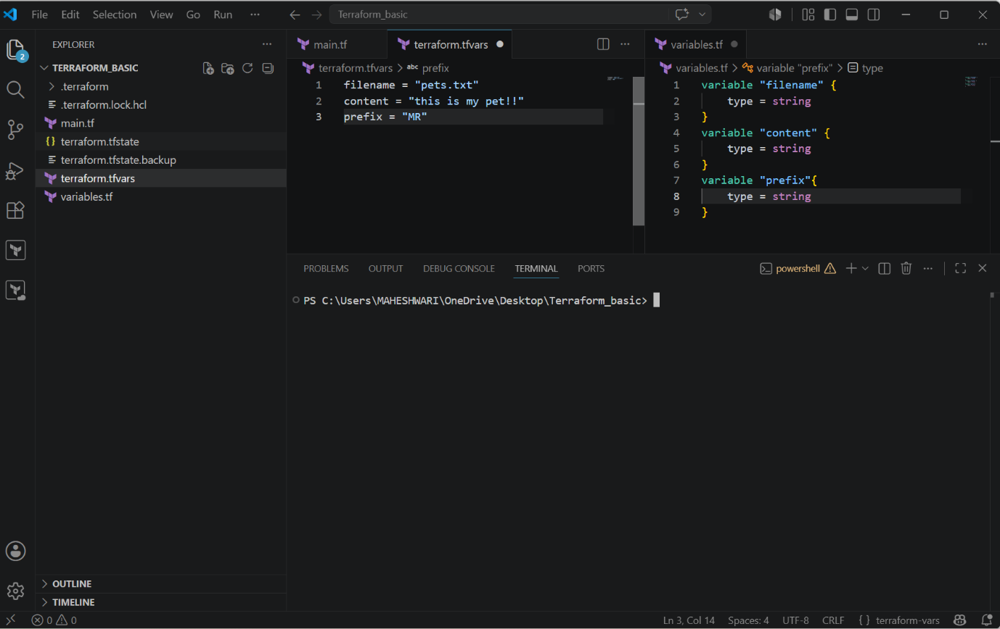 File Edit Selection View Go Run ··· Terraform_basic
EXPLORER ···
TERRAFORM_BASIC
.terraform
.terraform.lock.hcl
main.tf
{} terraform.tfstate
terraform.tfstate.backup
terraform.tfvars
variables.tf
OUTLINE
TIMELINE
2
main.tf terraform.tfvars
terraform.tfvars > abc prefix
1 filename = "pets.txt"
2 content = "this is my pet!!"
3 prefix = "MR"
variables.tf
variables.tf > variable "prefix" > type
1 variable "filename" {
2 type = string
3 }
4 variable "content" {
5 type = string
6 }
7 variable "prefix"{
8 type = string
9 }
PROBLEMS OUTPUT DEBUG CONSOLE TERMINAL PORTS powershell
PS C:\Users\MAHESHWARI\OneDrive\Desktop\Terraform_basic>
0 0 Ln 3, Col 14 Spaces: 4 UTF-8 CRLF {} terraform-vars